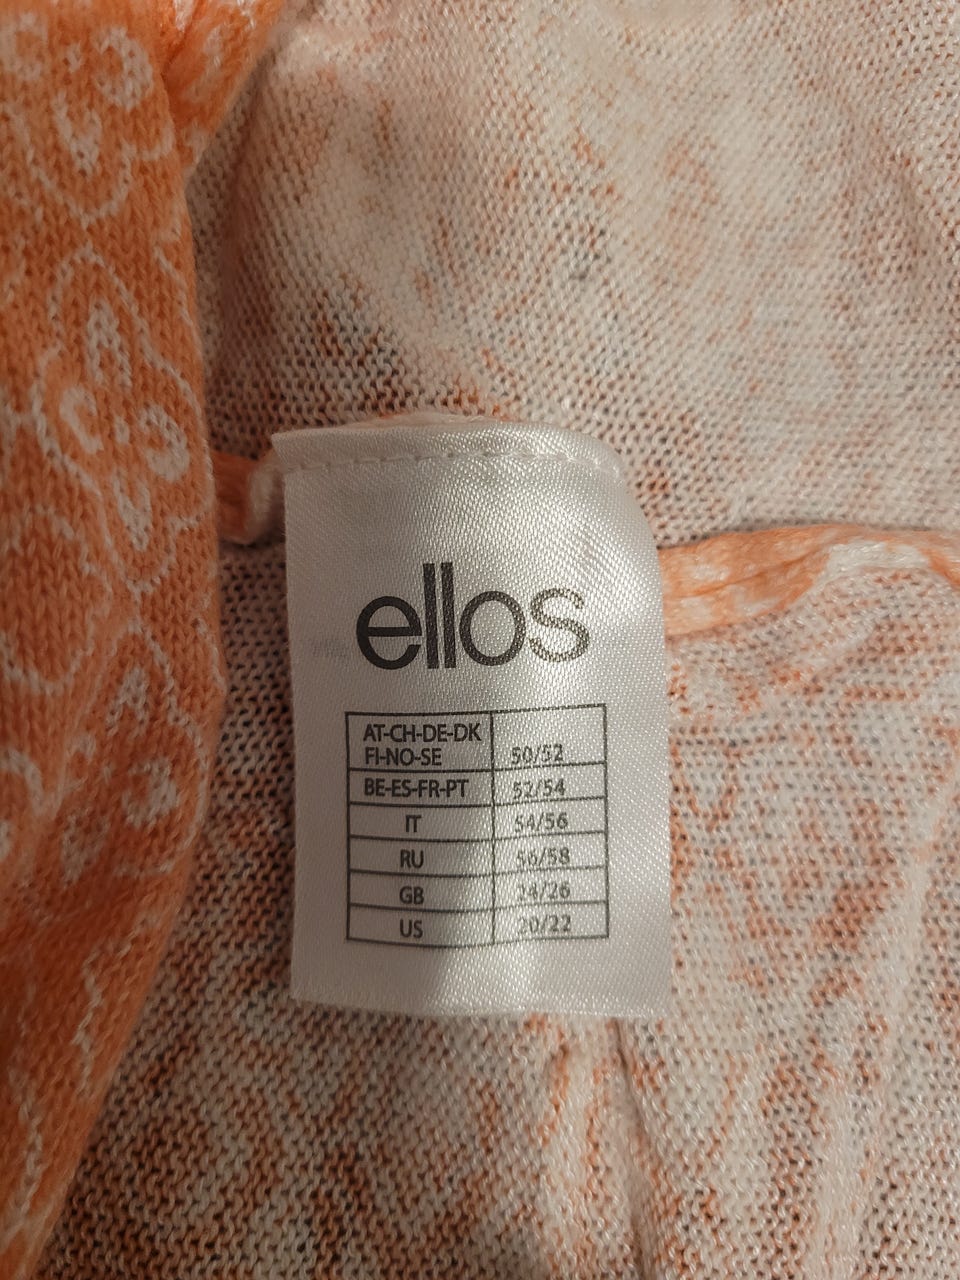 ellos
AT-CH-DE-DK
FI-NO-SE 50/52
BE-ES-FR-PT 52/54
IT 54/56
RU 56/58
GB 24/26
US 20/22